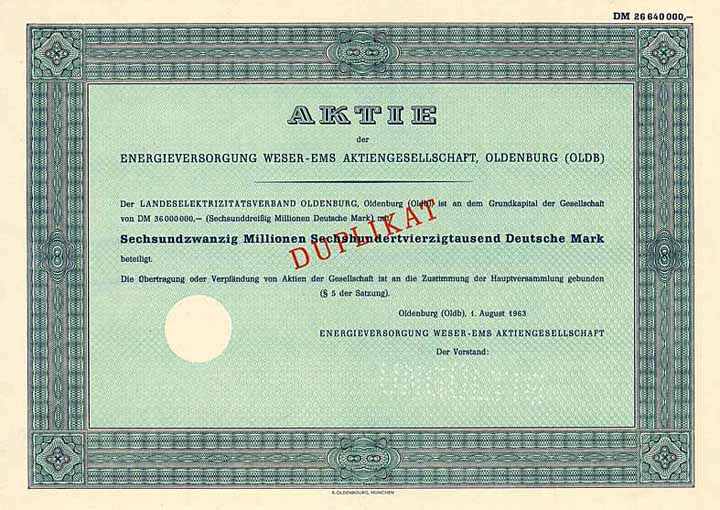 DM 26 640 000,–
AKTIE
der
ENERGIEVERSORGUNG WESER-EMS AKTIENGESELLSCHAFT, OLDENBURG (OLDB)
Der LANDESELEKTRIZITATSVERBAND OLDENBURG, Oldenburg (Oldb) ist an dem Grundkapital der Gesellschaft
von DM 36 000 000,– (Sechsunddreißig Millionen Deutsche Mark) mit
Sechsundzwanzig Millionen Sechshundertvierzigtausend Deutsche Mark
beteiligt.
DUPLIKAT
Die Übertragung oder Verpfändung von Aktien der Gesellschaft ist an die Zustimmung der Hauptversammlung gebunden
(§ 5 der Satzung).
Oldenburg (Oldb), 1. August 1963
ENERGIEVERSORGUNG WESER-EMS AKTIENGESELLSCHAFT
Der Vorstand:
R. OLDENBOURG, MÜNCHEN